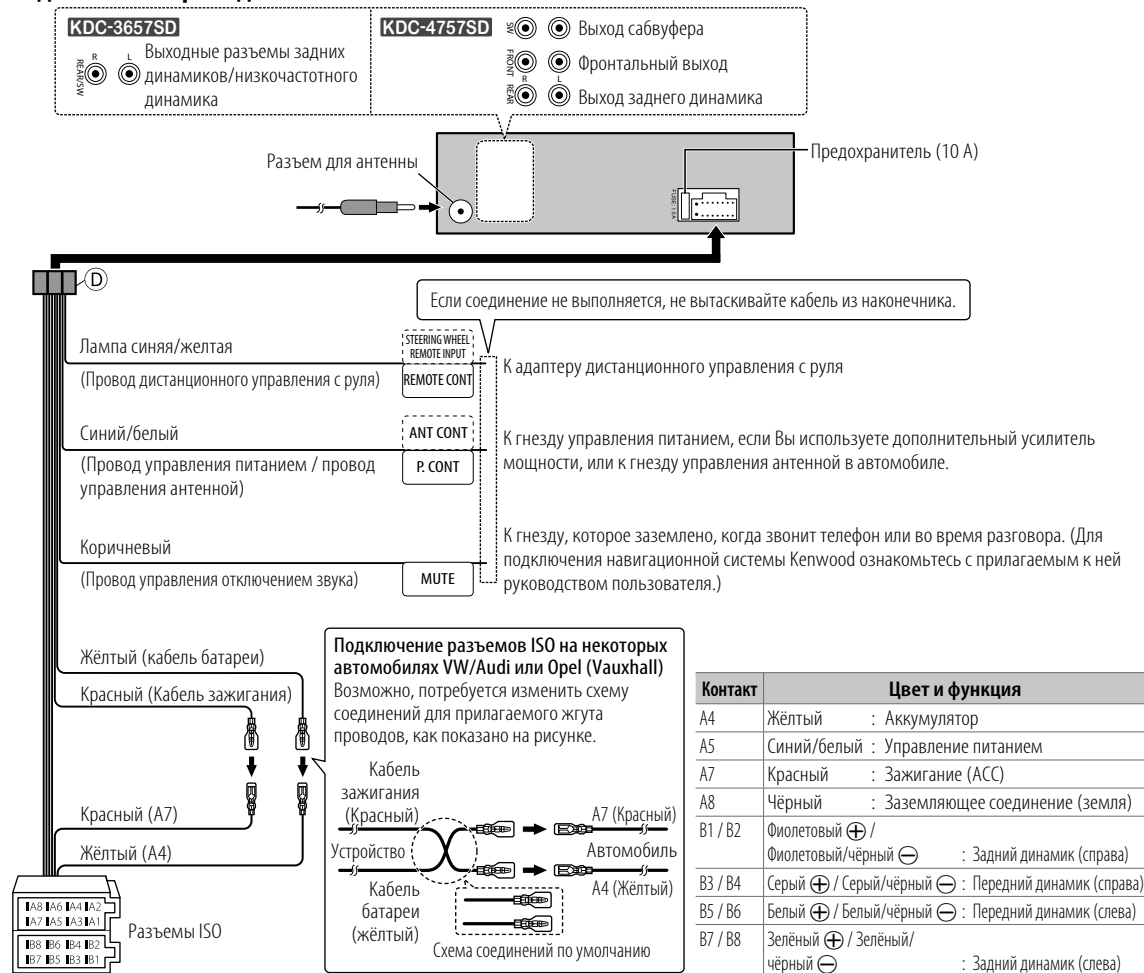 KDC-3657SD
R
L
REAR/SW
Выходные разъемы задних
динамиков/низкочастотного
динамика
KDC-4757SD
SW
Выход сабвуфера
FRONT
Фронтальный выход
R
L
REAR
Выход заднего динамика
Разъем для антенны
Предохранитель (10 А)
FUSE 10A
D
Если соединение не выполняется, не вытаскивайте кабель из наконечника.
Лампа синяя/желтая
(Провод дистанционного управления с руля)
STEERING WHEEL
REMOTE INPUT
REMOTE CONT
К адаптеру дистанционного управления с руля
Синий/белый
(Провод управления питанием / провод
управления антенной)
ANT CONT
P. CONT
К гнезду управления питанием, если Вы используете дополнительный усилитель
мощности, или к гнезду управления антенной в автомобиле.
Коричневый
(Провод управления отключением звука)
MUTE
К гнезду, которое заземлено, когда звонит телефон или во время разговора. (Для
подключения навигационной системы Kenwood ознакомьтесь с прилагаемым к ней
руководством пользователя.)
Жёлтый (кабель батареи)
Красный (Кабель зажигания)
Красный (A7)
Жёлтый (A4)
A8 A6 A4 A2
A7 A5 A3 A1
B8 B6 B4 B2
B7 B5 B3 B1
Разъемы ISO
Подключение разъемов ISO на некоторых
автомобилях VW/Audi или Opel (Vauxhall)
Возможно, потребуется изменить схему
соединений для прилагаемого жгута
проводов, как показано на рисунке.
Кабель
зажигания
(Красный)
A7 (Красный)
Устройство
Автомобиль
Кабель
батареи
(жёлтый)
A4 (Жёлтый)
Схема соединений по умолчанию
Контакт Цвет и функция
A4 Жёлтый : Аккумулятор
A5 Синий/белый : Управление питанием
A7 Красный : Зажигание (ACC)
A8 Чёрный : Заземляющее соединение (земля)
B1 / B2 Фиолетовый ⊕ /
Фиолетовый/чёрный ⊖ : Задний динамик (справа)
B3 / B4 Серый ⊕ / Серый/чёрный ⊖ : Передний динамик (справа)
B5 / B6 Белый ⊕ / Белый/чёрный ⊖ : Передний динамик (слева)
B7 / B8 Зелёный ⊕ / Зелёный/
чёрный ⊖ : Задний динамик (слева)